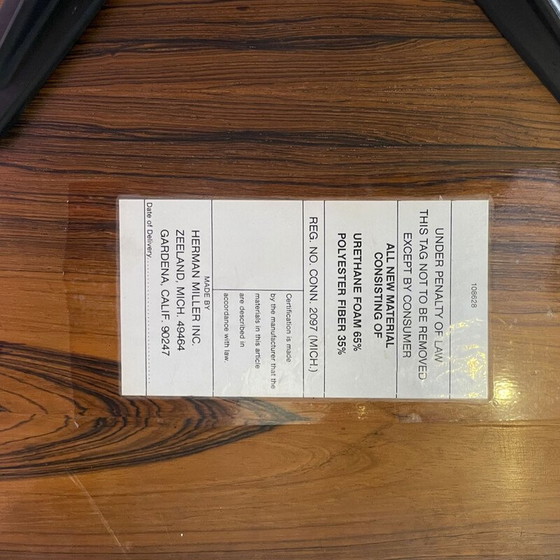 108628
UNDER PENALTY OF LAW
THIS TAG NOT TO BE REMOVED
EXCEPT BY CONSUMER
ALL NEW MATERIAL
CONSISTING OF
URETHANE FOAM 65%
POLYESTER FIBER 35%
REG. NO. CONN. 2097 (MICH.)
Certification is made
by the manufacturer that the
materials in this article
are described in
accordance with law.
MADE BY
HERMAN MILLER INC.
ZEELAND, MICH. 49464
GARDENA, CALIF. 90247
Date of Delivery